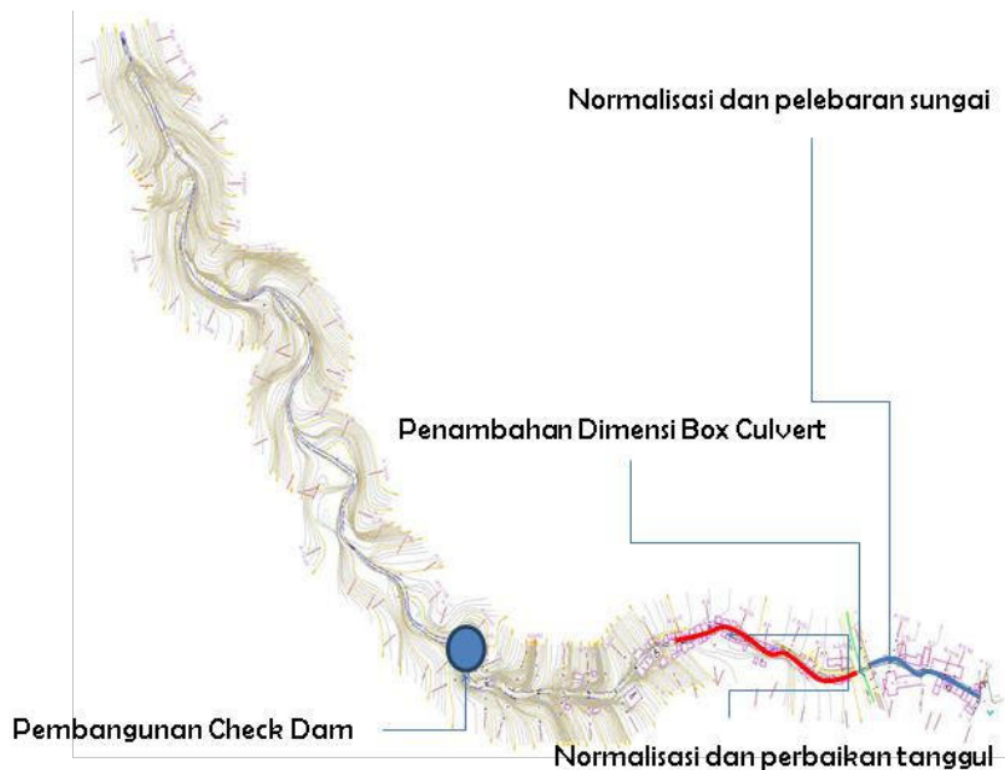 Normalisasi dan pelebaran sungai
Penambahan Dimensi Box Culvert
Pembangunan Check Dam
Normalisasi dan perbaikan tanggul